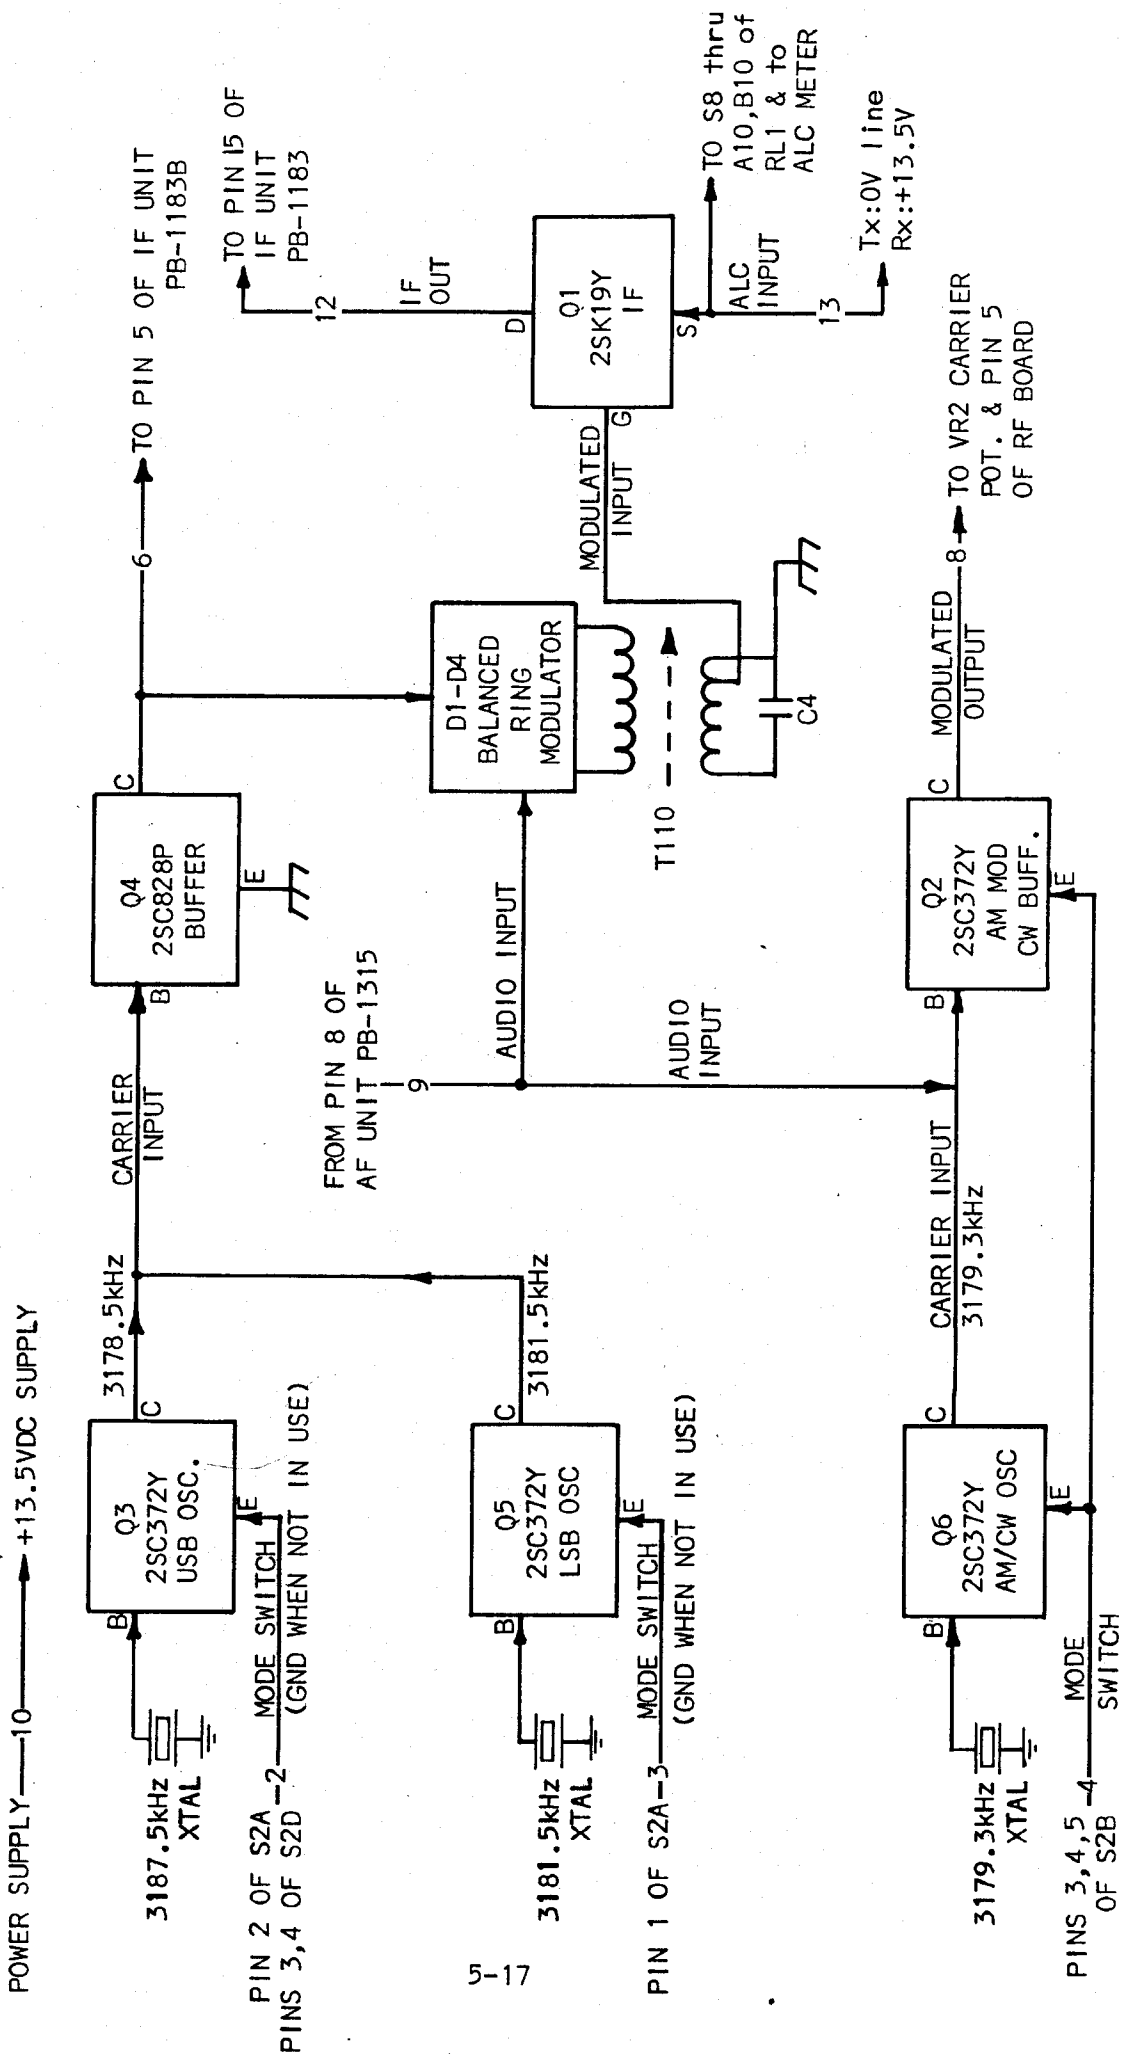 POWER SUPPLY—10—+13.5VDC SUPPLY
3187.5kHz
XTAL
B
Q3
2SC372Y
USB OSC.
E
C
3178.5kHz
PIN 2 OF S2A
PINS 3,4 OF S2D
2
MODE SWITCH
(GND WHEN NOT IN USE)
CARRIER
INPUT
B
Q4
2SC828P
BUFFER
E
C
6
TO PIN 5 OF IF UNIT
PB-1183B
3181.5kHz
XTAL
B
Q5
2SC372Y
LSB OSC
E
C
3181.5kHz
PIN 1 OF S2A
3
MODE SWITCH
(GND WHEN NOT IN USE)
FROM PIN 8 OF
AF UNIT PB-1315
9
AUDIO INPUT
AUDIO
INPUT
D1-D4
BALANCED
RING
MODULATOR
T110
C4
MODULATED
INPUT
G
Q1
2SK19Y
IF
D
S
IF
OUT
12
TO PIN 15 OF
IF UNIT
PB-1183
TO S8 thru
A10,B10 of
RL1 & to
ALC METER
ALC
INPUT
13
Tx:0V line
Rx:+13.5V
3179.3kHz
XTAL
B
Q6
2SC372Y
AM/CW OSC
E
C
PINS 3,4,5
OF S2B
4
MODE
SWITCH
CARRIER INPUT
3179.3kHz
B
Q2
2SC372Y
AM MOD
CW BUFF.
E
C
MODULATED
OUTPUT
8
TO VR2 CARRIER
POT. & PIN 5
OF RF BOARD
5-17